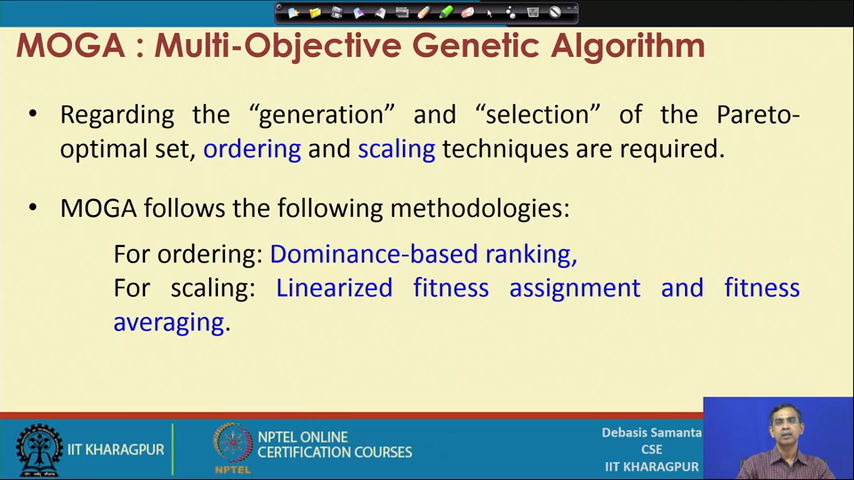 MOGA : Multi-Objective Genetic Algorithm
• Regarding the “generation” and “selection” of the Pareto-
optimal set, ordering and scaling techniques are required.
• MOGA follows the following methodologies:
For ordering: Dominance-based ranking,
For scaling: Linearized fitness assignment and fitness
averaging.
IIT KHARAGPUR
NPTEL
NPTEL ONLINE
CERTIFICATION COURSES
Debasis Samanta
CSE
IIT KHARAGPUR